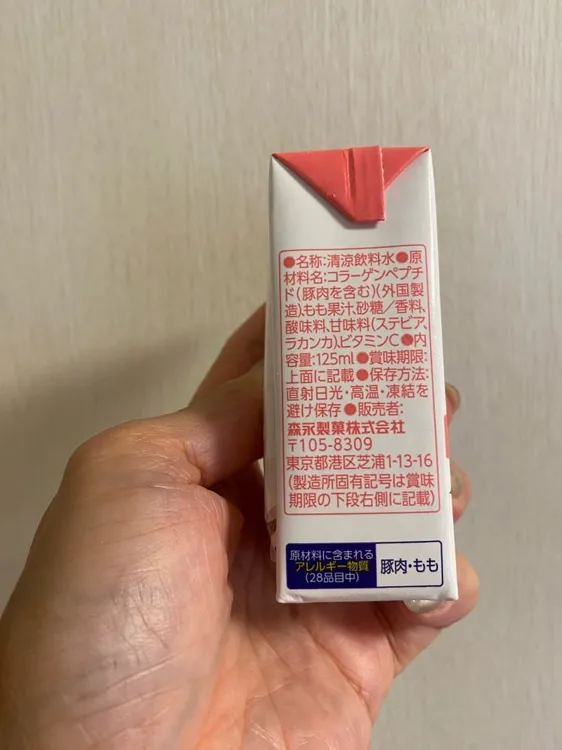 ●名称:清涼飲料水●原
材料名:コラーゲンペプチ
ド(豚肉を含む)(外国製
造)、もも果汁、砂糖/香料、
酸味料、甘味料(ステビア、
ラカンカ)、ビタミンC●内
容量:125ml●賞味期限:
上面に記載●保存方法:
直射日光・高温・凍結を
避け保存●販売者:
森永製菓株式会社
〒105-8309
東京都港区芝浦1-13-16
(製造所固有記号は賞味
期限の下段右側に記載)
原材料に含まれる
アレルギー物質
(28品目中)
豚肉・もも